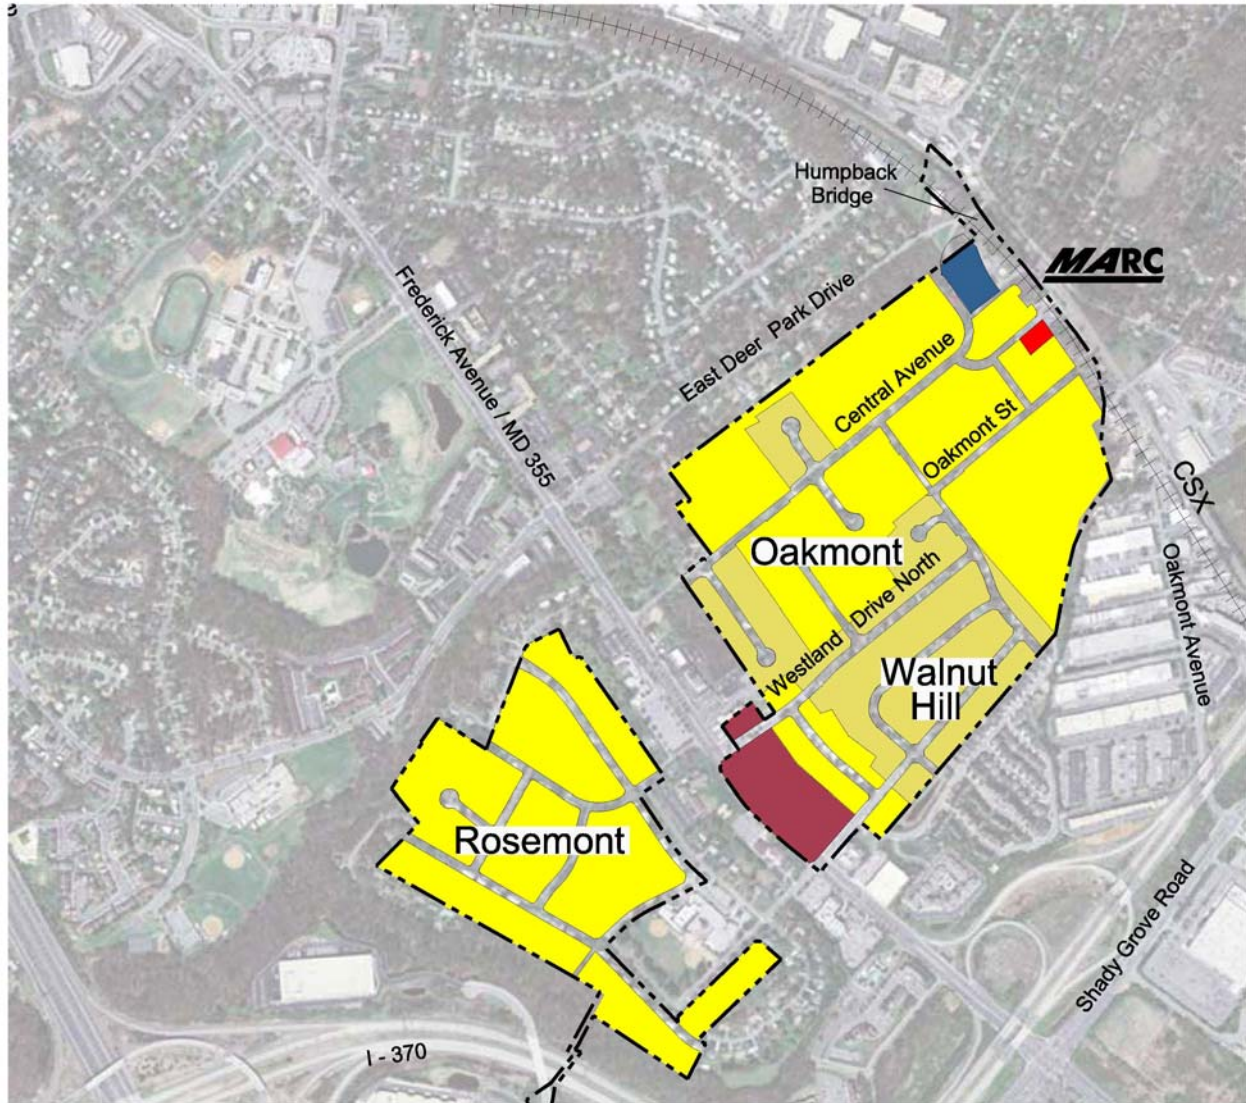 Humpback
Bridge
MARC
Frederick Avenue / MD 355
East Deer Park Drive
Central Avenue
Oakmont St
CSX
Oakmont
Oakmont Avenue
Westland Drive North
Walnut
Hill
Rosemont
Shady Grove Road
I - 370